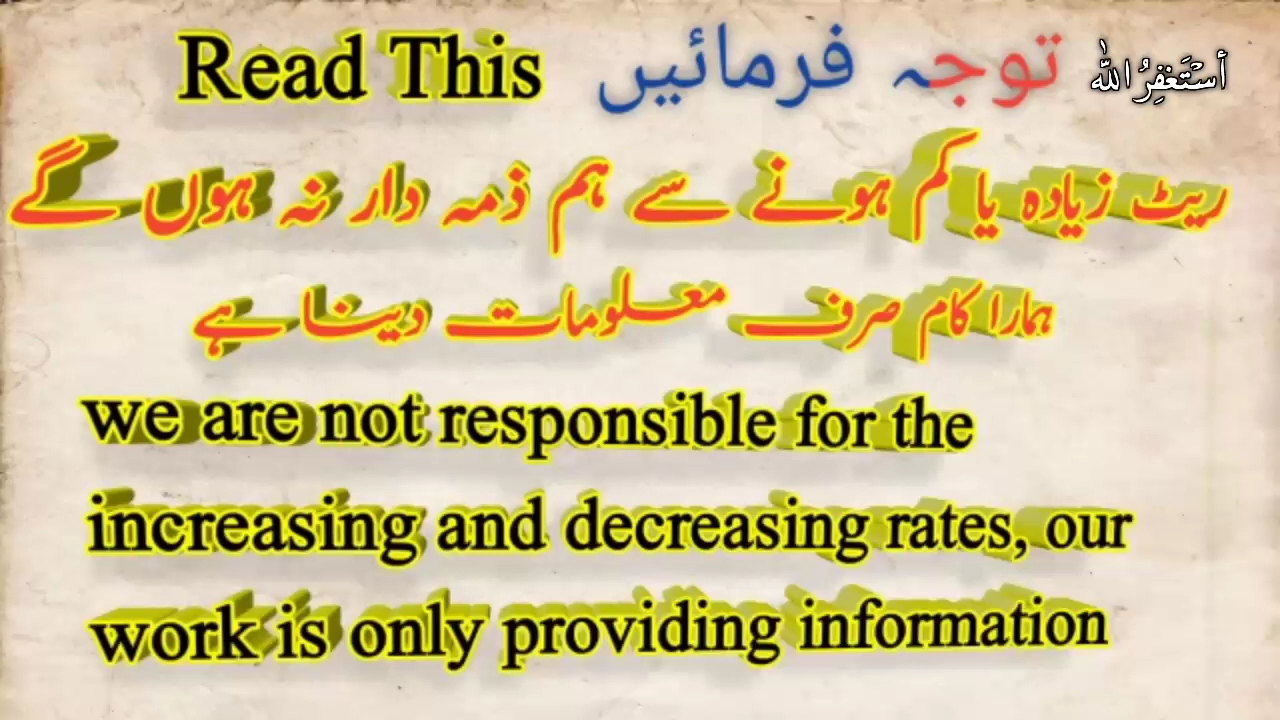 Read This توجہ فرمائیں أَسْتَغْفِرُ اللّٰه
ریٹ زیادہ یا کم ہونے سے ہم ذمہ دار نہ ہوں گے
ہمارا کام صرف معلومات دینا ہے
we are not responsible for the
increasing and decreasing rates, our
work is only providing information